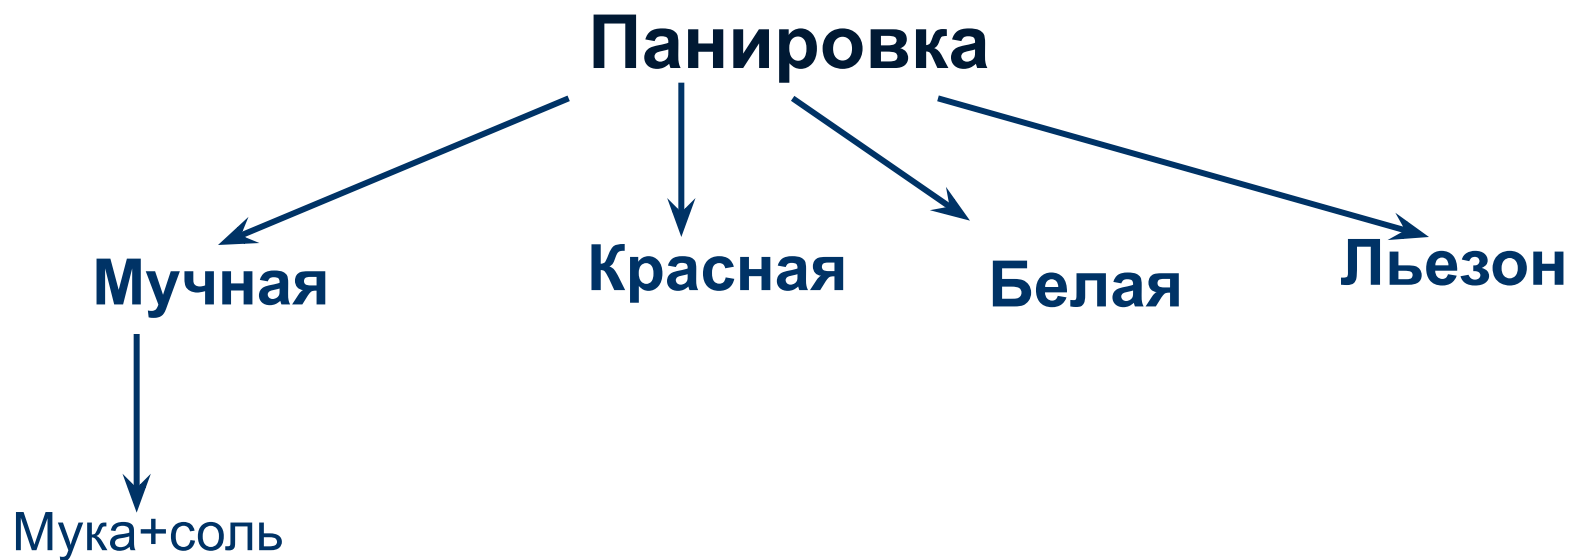 Панировка
Мучная
Красная
Белая
Льезон
Мука+соль